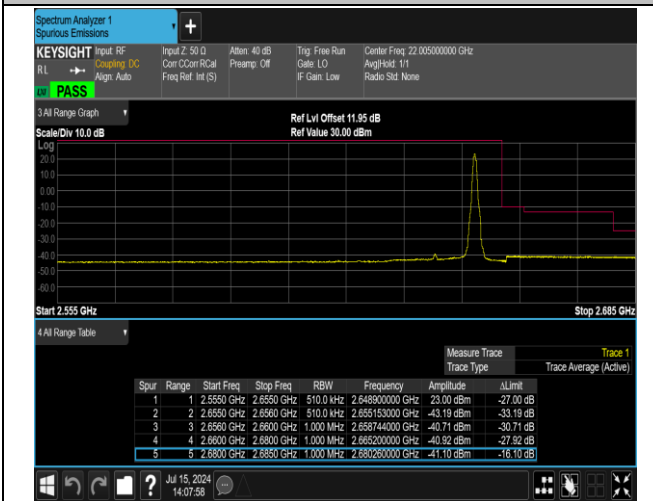 Spectrum Analyzer 1
Spurious Emissions
+
KEYSIGHT Input: RF Input Z: 50 Ω Atten: 40 dB Trig: Free Run Center Freq: 22.005000000 GHz
R L Coupling: DC Corr CCorr RCal Preamp: Off Gate: LO Avg|Hold: 1/1
Align: Auto Freq Ref: Int (S) IF Gain: Low Radio Std: None
PASS
3 All Range Graph
Ref Lvl Offset 11.95 dB
Scale/Div 10.0 dB Ref Value 30.00 dBm
Log
20.0
10.0
0.00
-10.0
-20.0
-30.0
-40.0
-50.0
-60.0
Start 2.555 GHz Stop 2.685 GHz
4 All Range Table
Measure Trace Trace 1
Trace Type Trace Average (Active)
Spur Range Start Freq Stop Freq RBW Frequency Amplitude ΔLimit
1 1 2.5550 GHz 2.6550 GHz 510.0 kHz 2.648900000 GHz 23.00 dBm -27.00 dB
2 2 2.6550 GHz 2.6560 GHz 510.0 kHz 2.655153000 GHz -43.19 dBm -33.19 dB
3 3 2.6560 GHz 2.6600 GHz 1.000 MHz 2.658744000 GHz -40.71 dBm -30.71 dB
4 4 2.6600 GHz 2.6800 GHz 1.000 MHz 2.665200000 GHz -40.92 dBm -27.92 dB
5 5 2.6800 GHz 2.6850 GHz 1.000 MHz 2.680260000 GHz -41.10 dBm -16.10 dB
? Jul 15, 2024
14:07:58